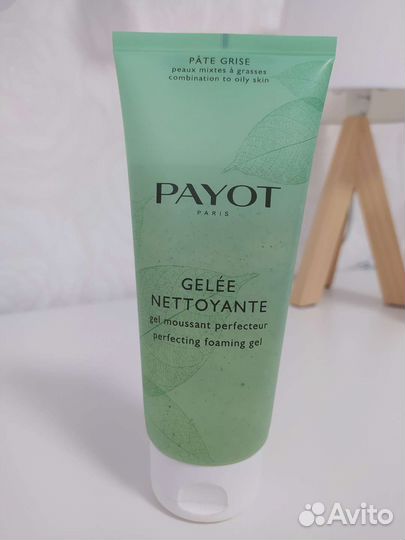 PÂTE GRISE
peaux mixtes à grasses
combination to oily skin
PAYOT
PARIS
GELÉE
NETTOYANTE
gel moussant perfecteur
perfecting foaming gel
Avito